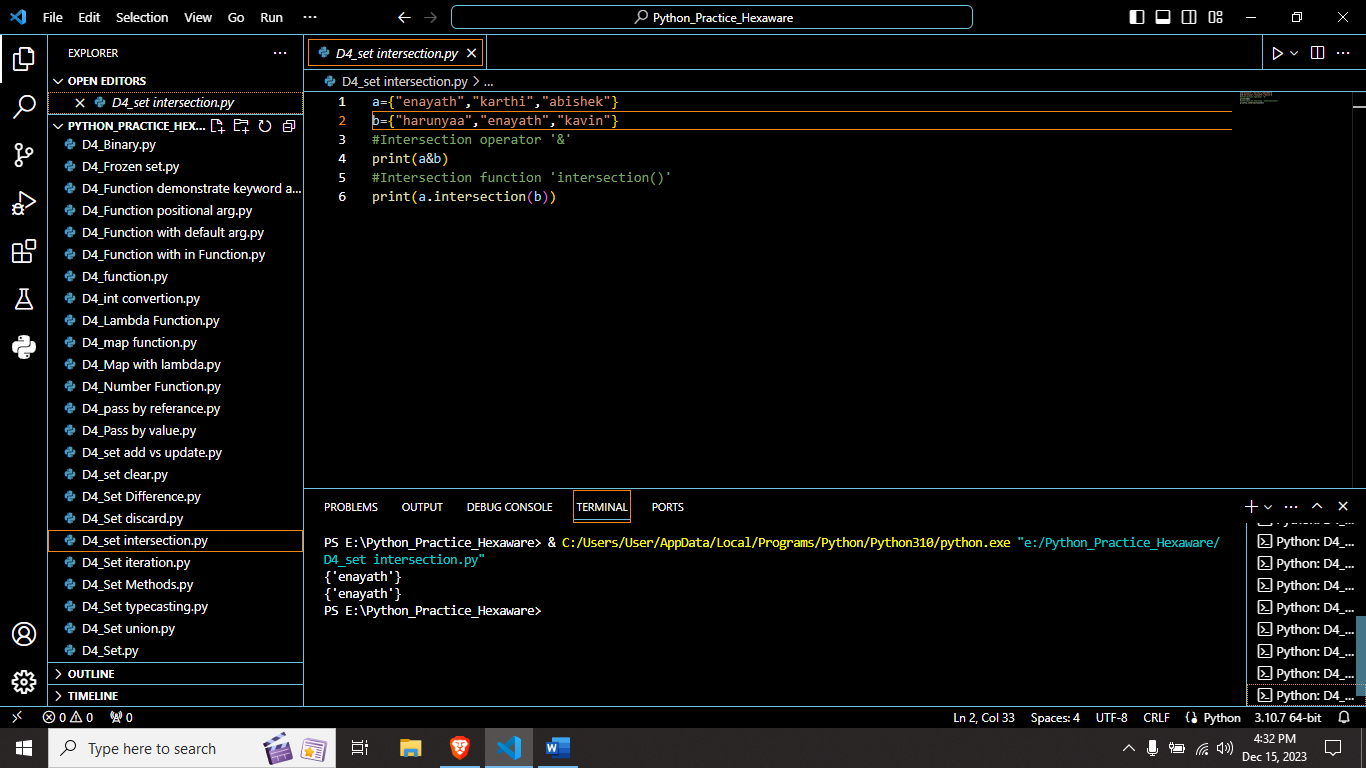 File Edit Selection View Go Run ···
Python_Practice_Hexaware
EXPLORER
OPEN EDITORS
D4_set intersection.py
PYTHON_PRACTICE_HEX...
D4_Binary.py
D4_Frozen set.py
D4_Function demonstrate keyword a...
D4_Function positional arg.py
D4_Function with default arg.py
D4_Function with in Function.py
D4_function.py
D4_int convertion.py
D4_Lambda Function.py
D4_map function.py
D4_Map with lambda.py
D4_Number Function.py
D4_pass by referance.py
D4_Pass by value.py
D4_set add vs update.py
D4_set clear.py
D4_Set Difference.py
D4_Set discard.py
D4_set intersection.py
D4_Set iteration.py
D4_Set Methods.py
D4_Set typecasting.py
D4_Set union.py
D4_Set.py
OUTLINE
TIMELINE
D4_set intersection.py
D4_set intersection.py > ...
1 a={"enayath","karthi","abishek"}
2 b={"harunyaa","enayath","kavin"}
3 #Intersection operator '&'
4 print(a&b)
5 #Intersection function 'intersection()'
6 print(a.intersection(b))
PROBLEMS OUTPUT DEBUG CONSOLE TERMINAL PORTS
PS E:\Python_Practice_Hexaware> & C:/Users/User/AppData/Local/Programs/Python/Python310/python.exe "e:/Python_Practice_Hexaware/
D4_set intersection.py"
{'enayath'}
{'enayath'}
PS E:\Python_Practice_Hexaware>
Python: D4_...
Python: D4_...
Python: D4_...
Python: D4_...
Python: D4_...
Python: D4_...
Python: D4_...
Python: D4_...
0 0 0
Ln 2, Col 33 Spaces: 4 UTF-8 CRLF Python 3.10.7 64-bit
Type here to search
4:32 PM
Dec 15, 2023